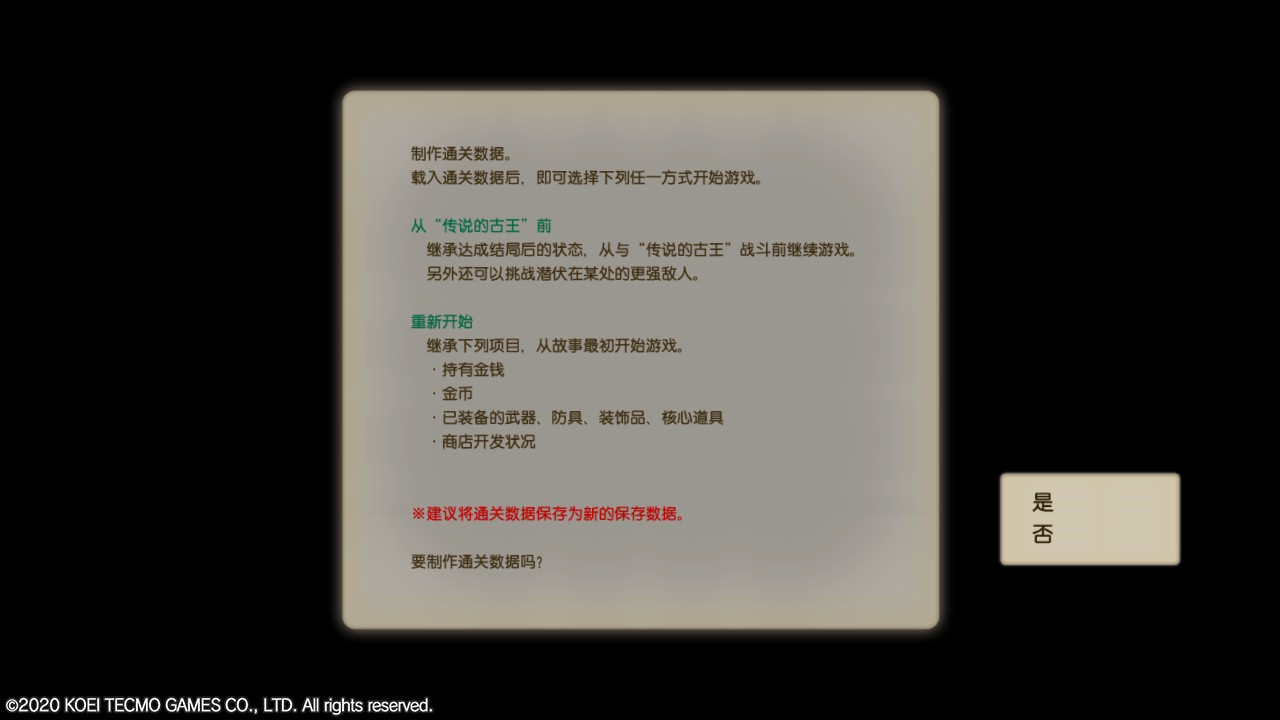 制作通关数据。
载入通关数据后，即可选择下列任一方式开始游戏。
从“传说的古王”前
继承达成结局后的状态，从与“传说的古王”战斗前继续游戏。
另外还可以挑战潜伏在某处的更强敌人。
重新开始
继承下列项目，从故事最初开始游戏。
·持有金钱
·金币
·已装备的武器、防具、装饰品、核心道具
·商店开发状况
※建议将通关数据保存为新的保存数据。
要制作通关数据吗？
是
否
©2020 KOEI TECMO GAMES CO., LTD. All rights reserved.